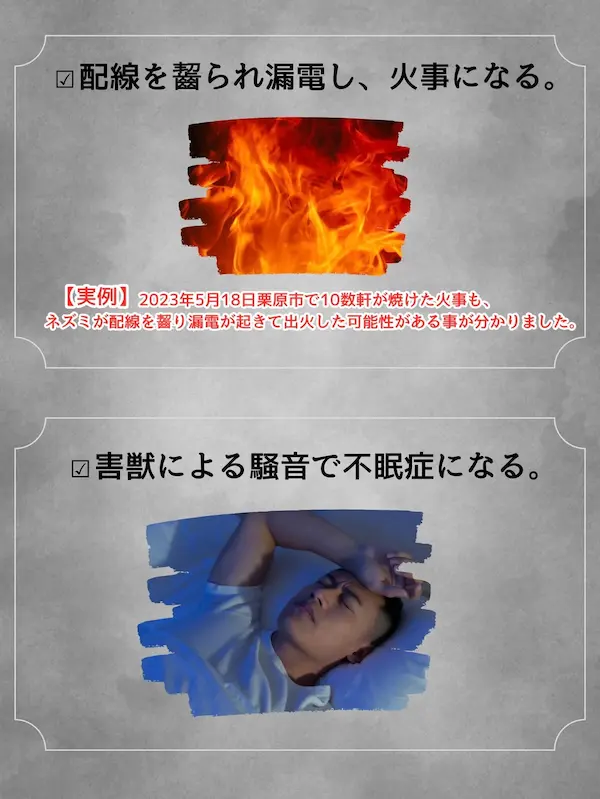 ☑配線を齧られ漏電し、火事になる。
【実例】2023年5月18日栗原市で10数軒が焼けた火事も、
ネズミが配線を齧り漏電が起きて出火した可能性がある事が分かりました。
☑害獣による騒音で不眠症になる。